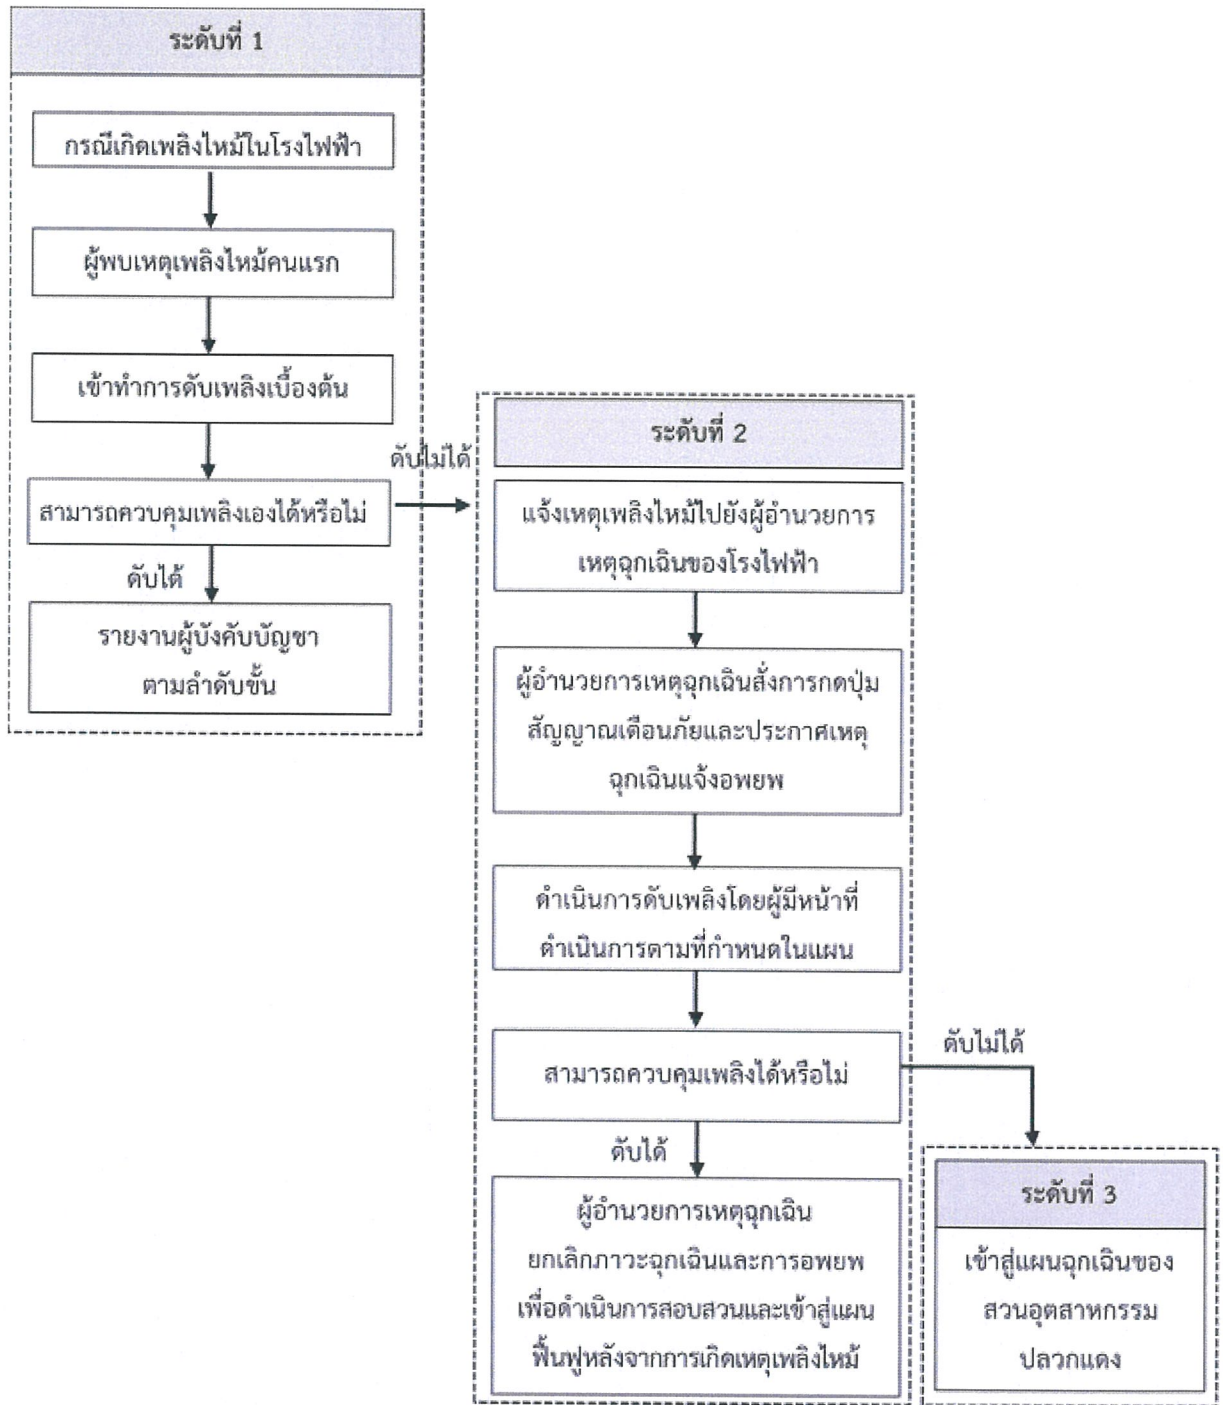 ระดับที่ 1
กรณีเกิดเพลิงไหม้ในโรงไฟฟ้า
ผู้พบเหตุเพลิงไหม้คนแรก
เข้าทำการดับเพลิงเบื้องต้น
สามารถควบคุมเพลิงเองได้หรือไม่
ดับไม่ได้
ดับได้
รายงานผู้บังคับบัญชา
ตามลำดับขั้น
ระดับที่ 2
แจ้งเหตุเพลิงไหม้ไปยังผู้อำนวยการ
เหตุฉุกเฉินของโรงไฟฟ้า
ผู้อำนวยการเหตุฉุกเฉินสั่งการกดปุ่ม
สัญญาณเตือนภัยและประกาศเหตุ
ฉุกเฉินแจ้งอพยพ
ดำเนินการดับเพลิงโดยผู้มีหน้าที่
ดำเนินการตามที่กำหนดในแผน
สามารถควบคุมเพลิงได้หรือไม่
ดับไม่ได้
ดับได้
ผู้อำนวยการเหตุฉุกเฉิน
ยกเลิกภาวะฉุกเฉินและการอพยพ
เพื่อดำเนินการสอบสวนและเข้าสู่แผน
ฟื้นฟูหลังจากการเกิดเหตุเพลิงไหม้
ระดับที่ 3
เข้าสู่แผนฉุกเฉินของ
สวนอุตสาหกรรม
ปลวกแดง